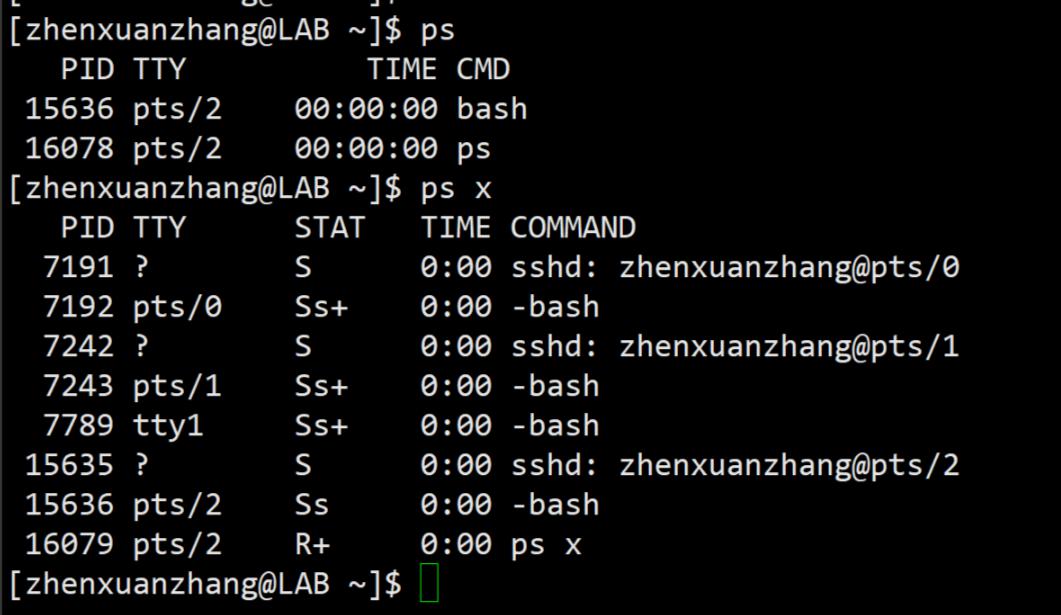 [zhenxuanzhang@LAB ~]$ ps
   PID TTY          TIME CMD
 15636 pts/2    00:00:00 bash
 16078 pts/2    00:00:00 ps
[zhenxuanzhang@LAB ~]$ ps x
   PID TTY      STAT   TIME COMMAND
  7191 ?        S      0:00 sshd: zhenxuanzhang@pts/0
  7192 pts/0    Ss+    0:00 -bash
  7242 ?        S      0:00 sshd: zhenxuanzhang@pts/1
  7243 pts/1    Ss+    0:00 -bash
  7789 tty1     Ss+    0:00 -bash
 15635 ?        S      0:00 sshd: zhenxuanzhang@pts/2
 15636 pts/2    Ss     0:00 -bash
 16079 pts/2    R+     0:00 ps x
[zhenxuanzhang@LAB ~]$